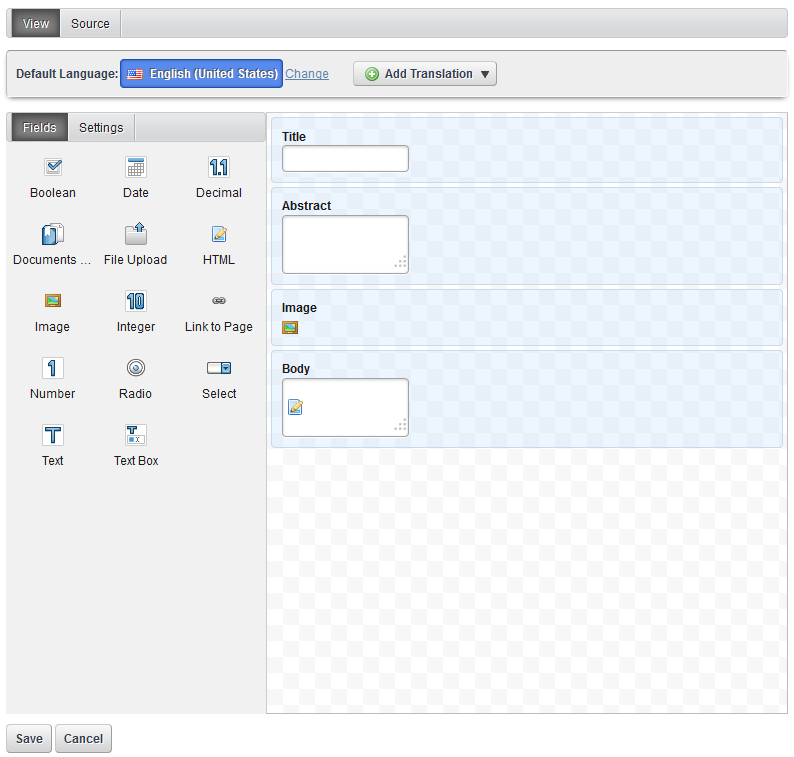 View Source
Default Language: English (United States) Change Add Translation
Fields Settings
Boolean Date Decimal
Documents ... File Upload HTML
Image Integer Link to Page
Number Radio Select
Text Text Box
Title
Abstract
Image
Body
Save Cancel